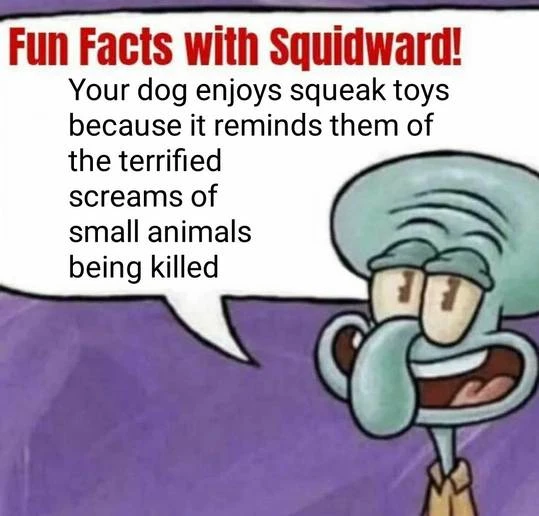 Fun Facts with Squidward!
Your dog enjoys squeak toys
because it reminds them of
the terrified
screams of
small animals
being killed